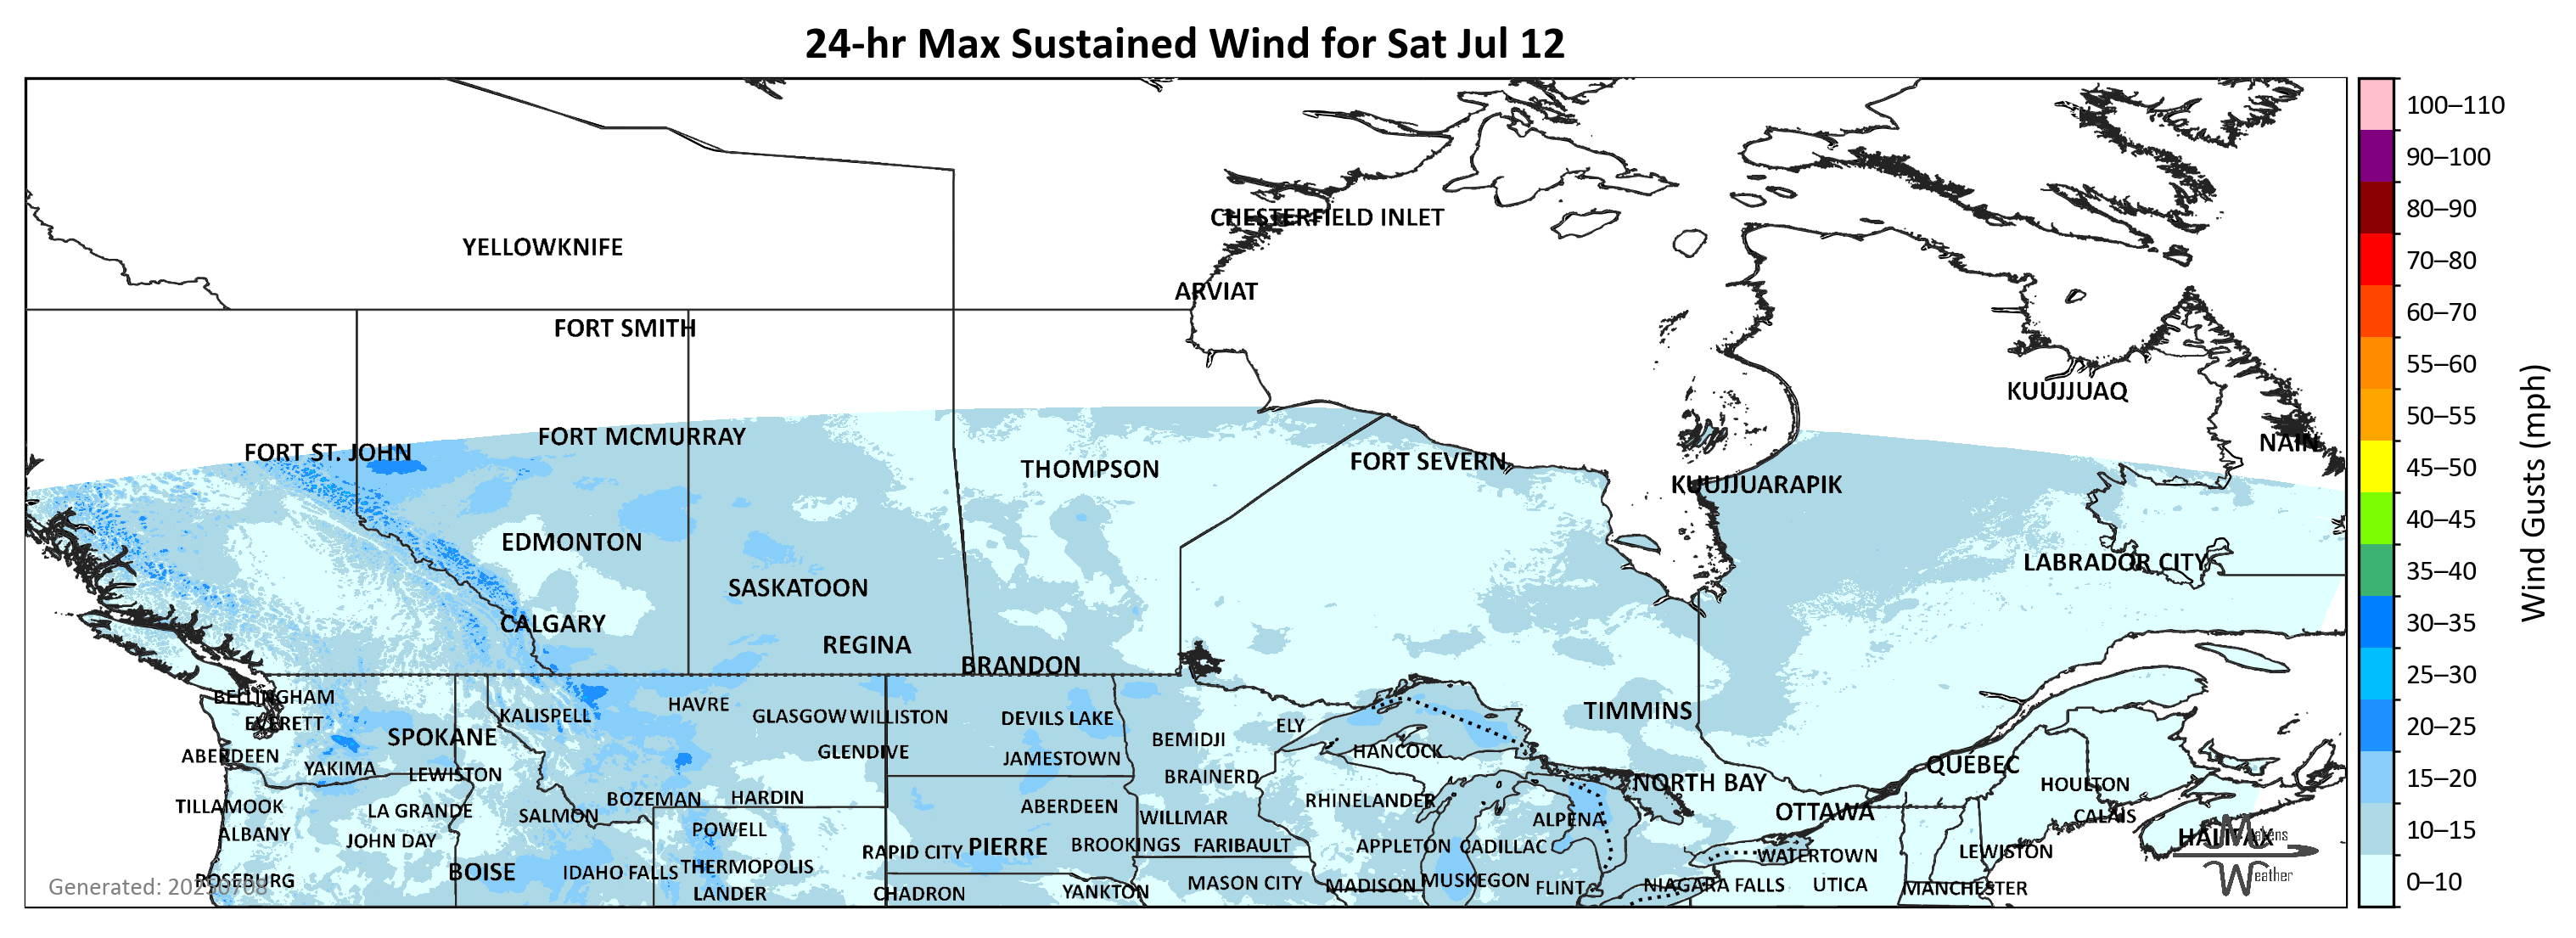 24-hr Max Sustained Wind for Sat Jul 12
100–110
90–100
CHESTERFIELD INLET
80–90
YELLOWKNIFE
70–80
ARVIAT
60–70
FORT SMITH
55–60
KUUJJUAQ
50–55
FORT MCMURRAY
NAIN
FORT ST. JOHN
FORT SEVERN
45–50
THOMPSON
KUUJJUARAPIK
40–45
Wind Gusts (mph)
EDMONTON
LABRADOR CITY
35–40
SASKATOON
CALGARY
30–35
REGINA
BRANDON
25–30
BELLINGHAM
HAVRE
TIMMINS
KALISPELL
GLASGOW
WILLISTON
DEVILS LAKE
EVERETT
ELY
20–25
SPOKANE
BEMIDJI
GLENDIVE
HANCOCK
ABERDEEN
JAMESTOWN
QUÉBEC
YAKIMA
LEWISTON
BRAINERD
15–20
NORTH BAY
HOULTON
BOZEMAN
HARDIN
RHINELANDER
TILLAMOOK
LA GRANDE
SALMON
ABERDEEN
WILLMAR
OTTAWA
CALAIS
ALPENA
10–15
ALBANY
POWELL
JOHN DAY
HALIFAX
Makens
Weather
PIERRE
BROOKINGS
FARIBAULT
APPLETON
CADILLAC
RAPID CITY
WATERTOWN
LEWISTON
BOISE
IDAHO FALLS
THERMOPOLIS
ROSEBURG
MUSKEGON
MASON CITY
MADISON
FLINT
NIAGARA FALLS
UTICA
MANCHESTER
0–10
Generated: 20250708
LANDER
CHADRON
YANKTON